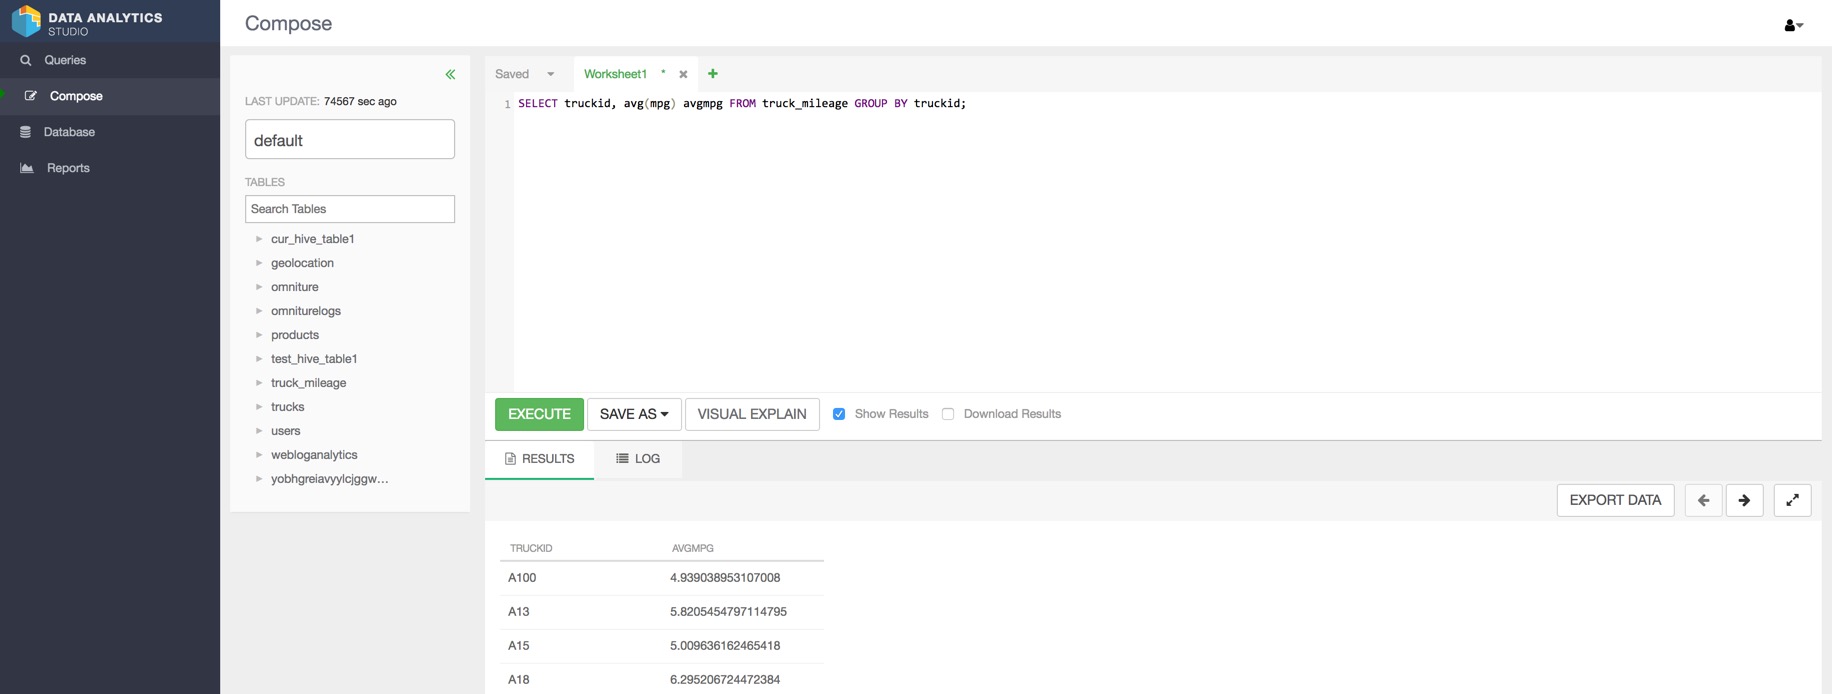 DATA ANALYTICS
STUDIO
Queries
Compose
Database
Reports
Compose
LAST UPDATE: 74567 sec ago
default
TABLES
Search Tables
cur_hive_table1
geolocation
omniture
omniturelogs
products
test_hive_table1
truck_mileage
trucks
users
webloganalytics
yobhgreiavyylcjggw...
Saved
Worksheet1 *
1 SELECT truckid, avg(mpg) avgmpg FROM truck_mileage GROUP BY truckid;
EXECUTE SAVE AS VISUAL EXPLAIN Show Results Download Results
RESULTS LOG
EXPORT DATA
TRUCKID AVGMPG
A100 4.939038953107008
A13 5.8205454797114795
A15 5.009636162465418
A18 6.295206724472384